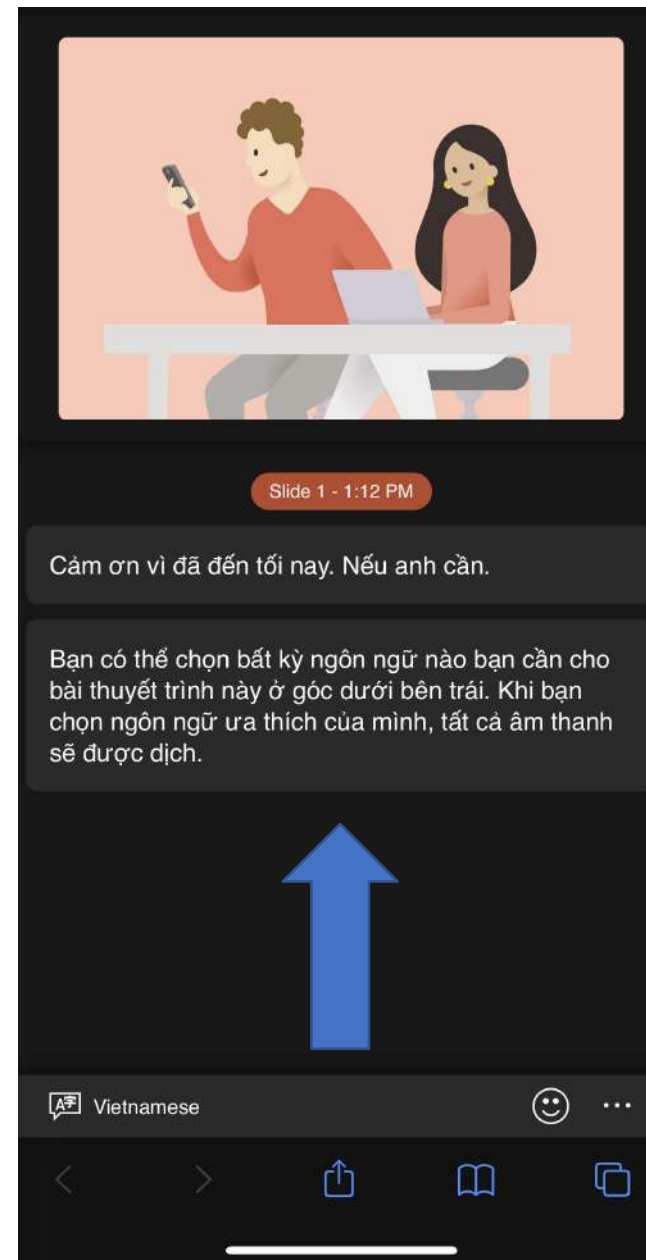 Slide 1 - 1:12 PM
Cảm ơn vì đã đến tối nay. Nếu anh cần.
Bạn có thể chọn bất kỳ ngôn ngữ nào bạn cần cho
bài thuyết trình này ở góc dưới bên trái. Khi bạn
chọn ngôn ngữ ưa thích của mình, tất cả âm thanh
sẽ được dịch.
Vietnamese